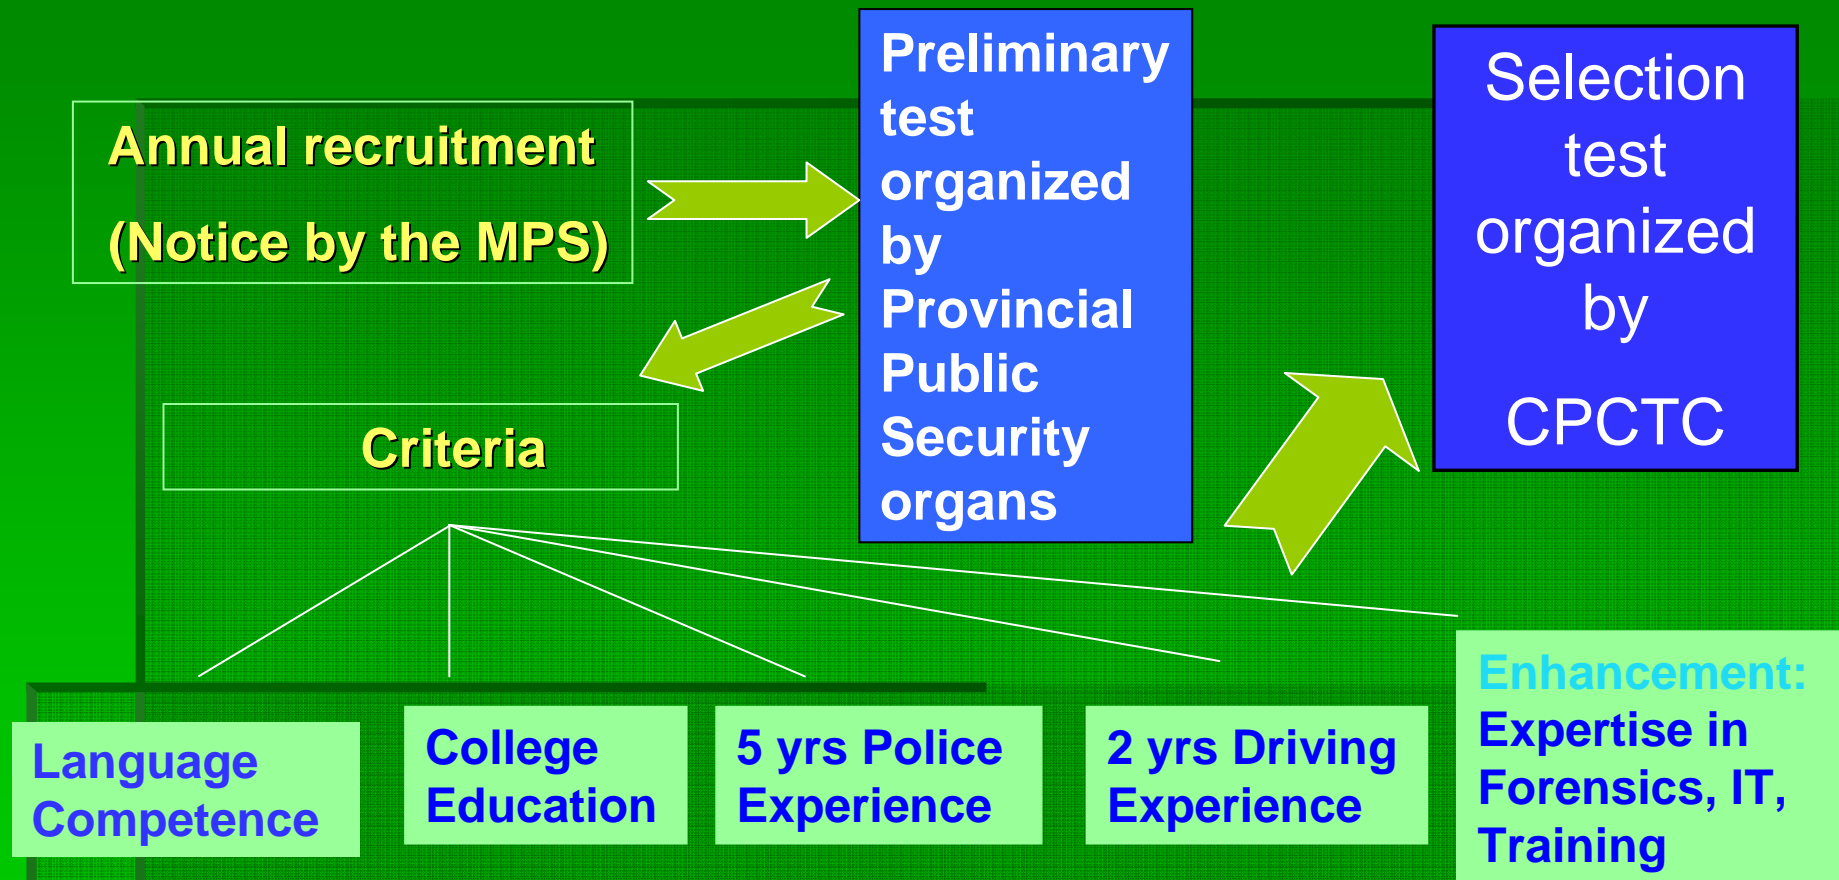 Annual recruitment
(Notice by the MPS)
Preliminary
test
organized
by
Provincial
Public
Security
organs
Selection
test
organized
by
CPCTC
Criteria
Language
Competence
College
Education
5 yrs Police
Experience
2 yrs Driving
Experience
Enhancement:
Expertise in
Forensics, IT,
Training